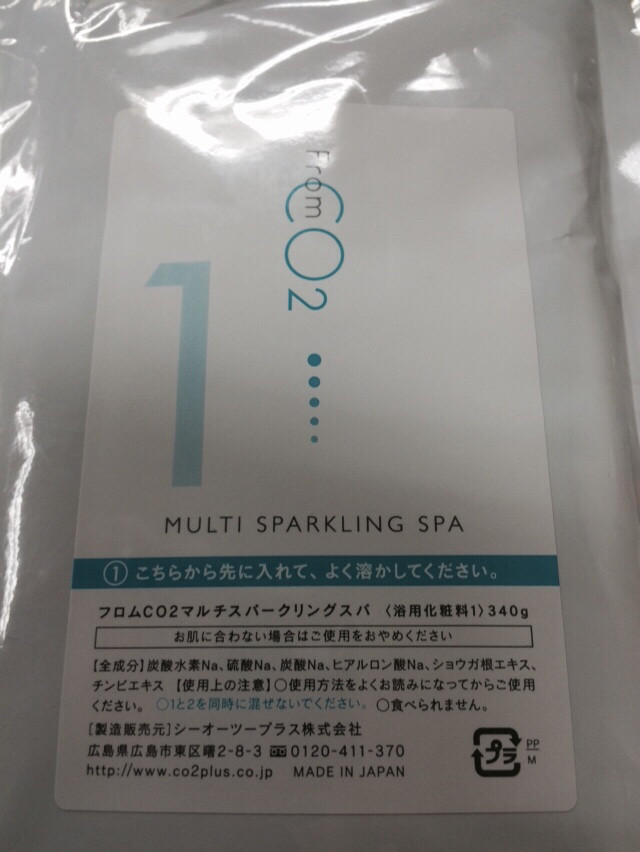 From CO2
1
MULTI SPARKLING SPA
① こちらから先に入れて、よく溶かしてください。
フロムCO2マルチスパークリングスパ 〈浴用化粧料1〉340g
お肌に合わない場合はご使用をおやめください
【全成分】炭酸水素Na、硫酸Na、炭酸Na、ヒアルロン酸Na、ショウガ根エキス、
チンピエキス 【使用上の注意】○使用方法をよくお読みになってからご使用
ください。 ○1と2を同時に混ぜないでください。 ○食べられません。
[製造販売元]シーオーツープラス株式会社
広島県広島市東区曙2-8-3 0120-411-370
http://www.co2plus.co.jp MADE IN JAPAN
プラ
PP
M